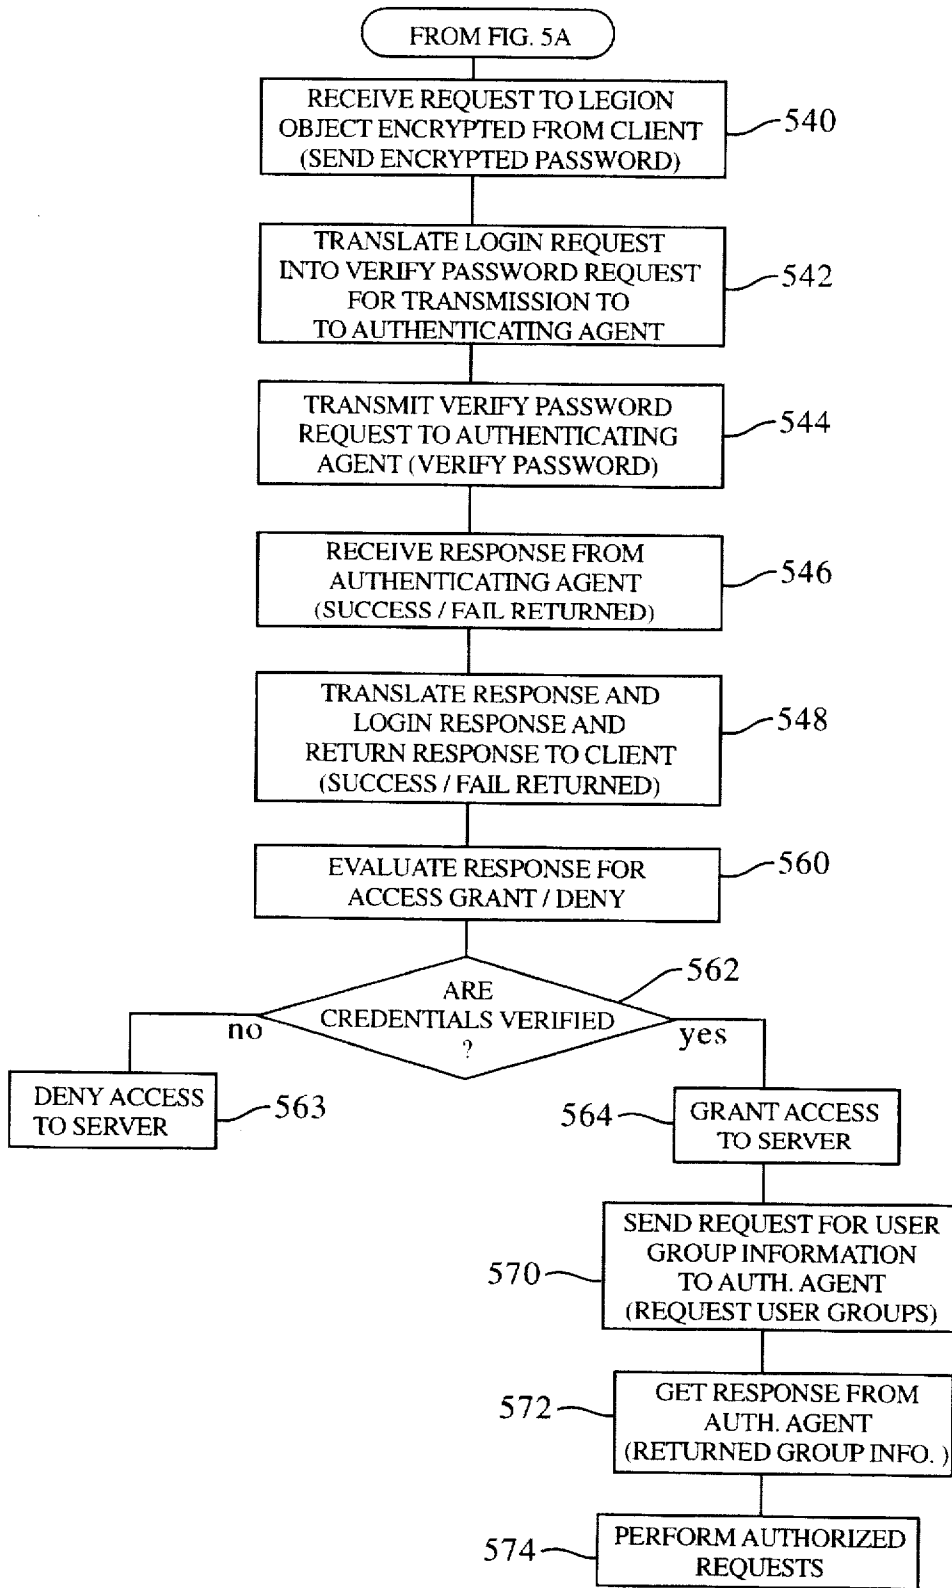 FROM FIG. 5A
RECEIVE REQUEST TO LEGION
OBJECT ENCRYPTED FROM CLIENT
(SEND ENCRYPTED PASSWORD)
540
TRANSLATE LOGIN REQUEST
INTO VERIFY PASSWORD REQUEST
FOR TRANSMISSION TO
TO AUTHENTICATING AGENT
542
TRANSMIT VERIFY PASSWORD
REQUEST TO AUTHENTICATING
AGENT (VERIFY PASSWORD)
544
RECEIVE RESPONSE FROM
AUTHENTICATING AGENT
(SUCCESS / FAIL RETURNED)
546
TRANSLATE RESPONSE AND
LOGIN RESPONSE AND
RETURN RESPONSE TO CLIENT
(SUCCESS / FAIL RETURNED)
548
EVALUATE RESPONSE FOR
ACCESS GRANT / DENY
560
ARE
CREDENTIALS VERIFIED
?
562
no
yes
DENY ACCESS
TO SERVER
563
564
GRANT ACCESS
TO SERVER
570
SEND REQUEST FOR USER
GROUP INFORMATION
TO AUTH. AGENT
(REQUEST USER GROUPS)
572
GET RESPONSE FROM
AUTH. AGENT
(RETURNED GROUP INFO. )
574
PERFORM AUTHORIZED
REQUESTS